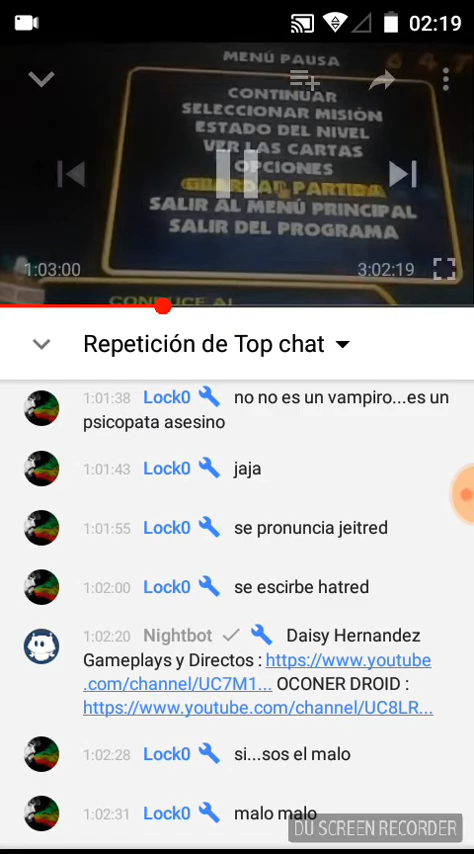 02:19
MENÚ PAUSA
6 4 7
CONTINUAR
SELECCIONAR MISIÓN
ESTADO DEL NIVEL
VER LAS CARTAS
OPCIONES
GUARDAR PARTIDA
SALIR AL MENÚ PRINCIPAL
SALIR DEL PROGRAMA
1:03:00
3:02:19
CONDUCE AL
Repetición de Top chat
1:01:38 Lock0 no no es un vampiro...es un
psicopata asesino
1:01:43 Lock0 jaja
1:01:55 Lock0 se pronuncia jeitred
1:02:00 Lock0 se escirbe hatred
1:02:20 Nightbot Daisy Hernandez
Gameplays y Directos : https://www.youtube
.com/channel/UC7M1... OCONER DROID :
https://www.youtube.com/channel/UC8LR...
1:02:28 Lock0 si...sos el malo
1:02:31 Lock0 malo malo
DU SCREEN RECORDER